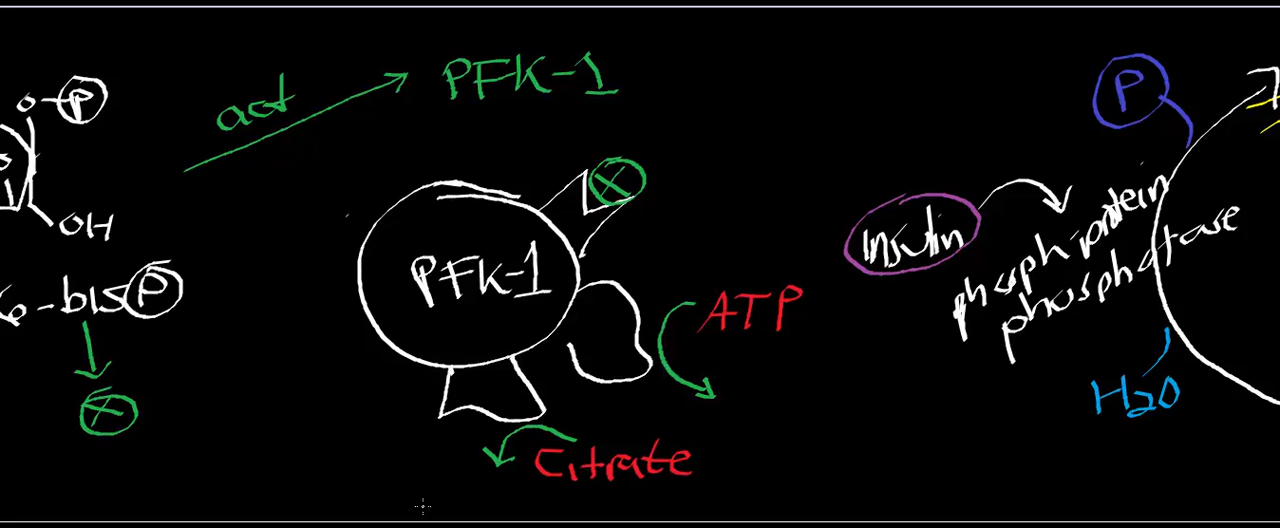 O-P
OH
6-bisP
X
act
PFK-1
X
PFK-1
ATP
Citrate
Insulin
phosphoprotein
phosphatase
P
H2O